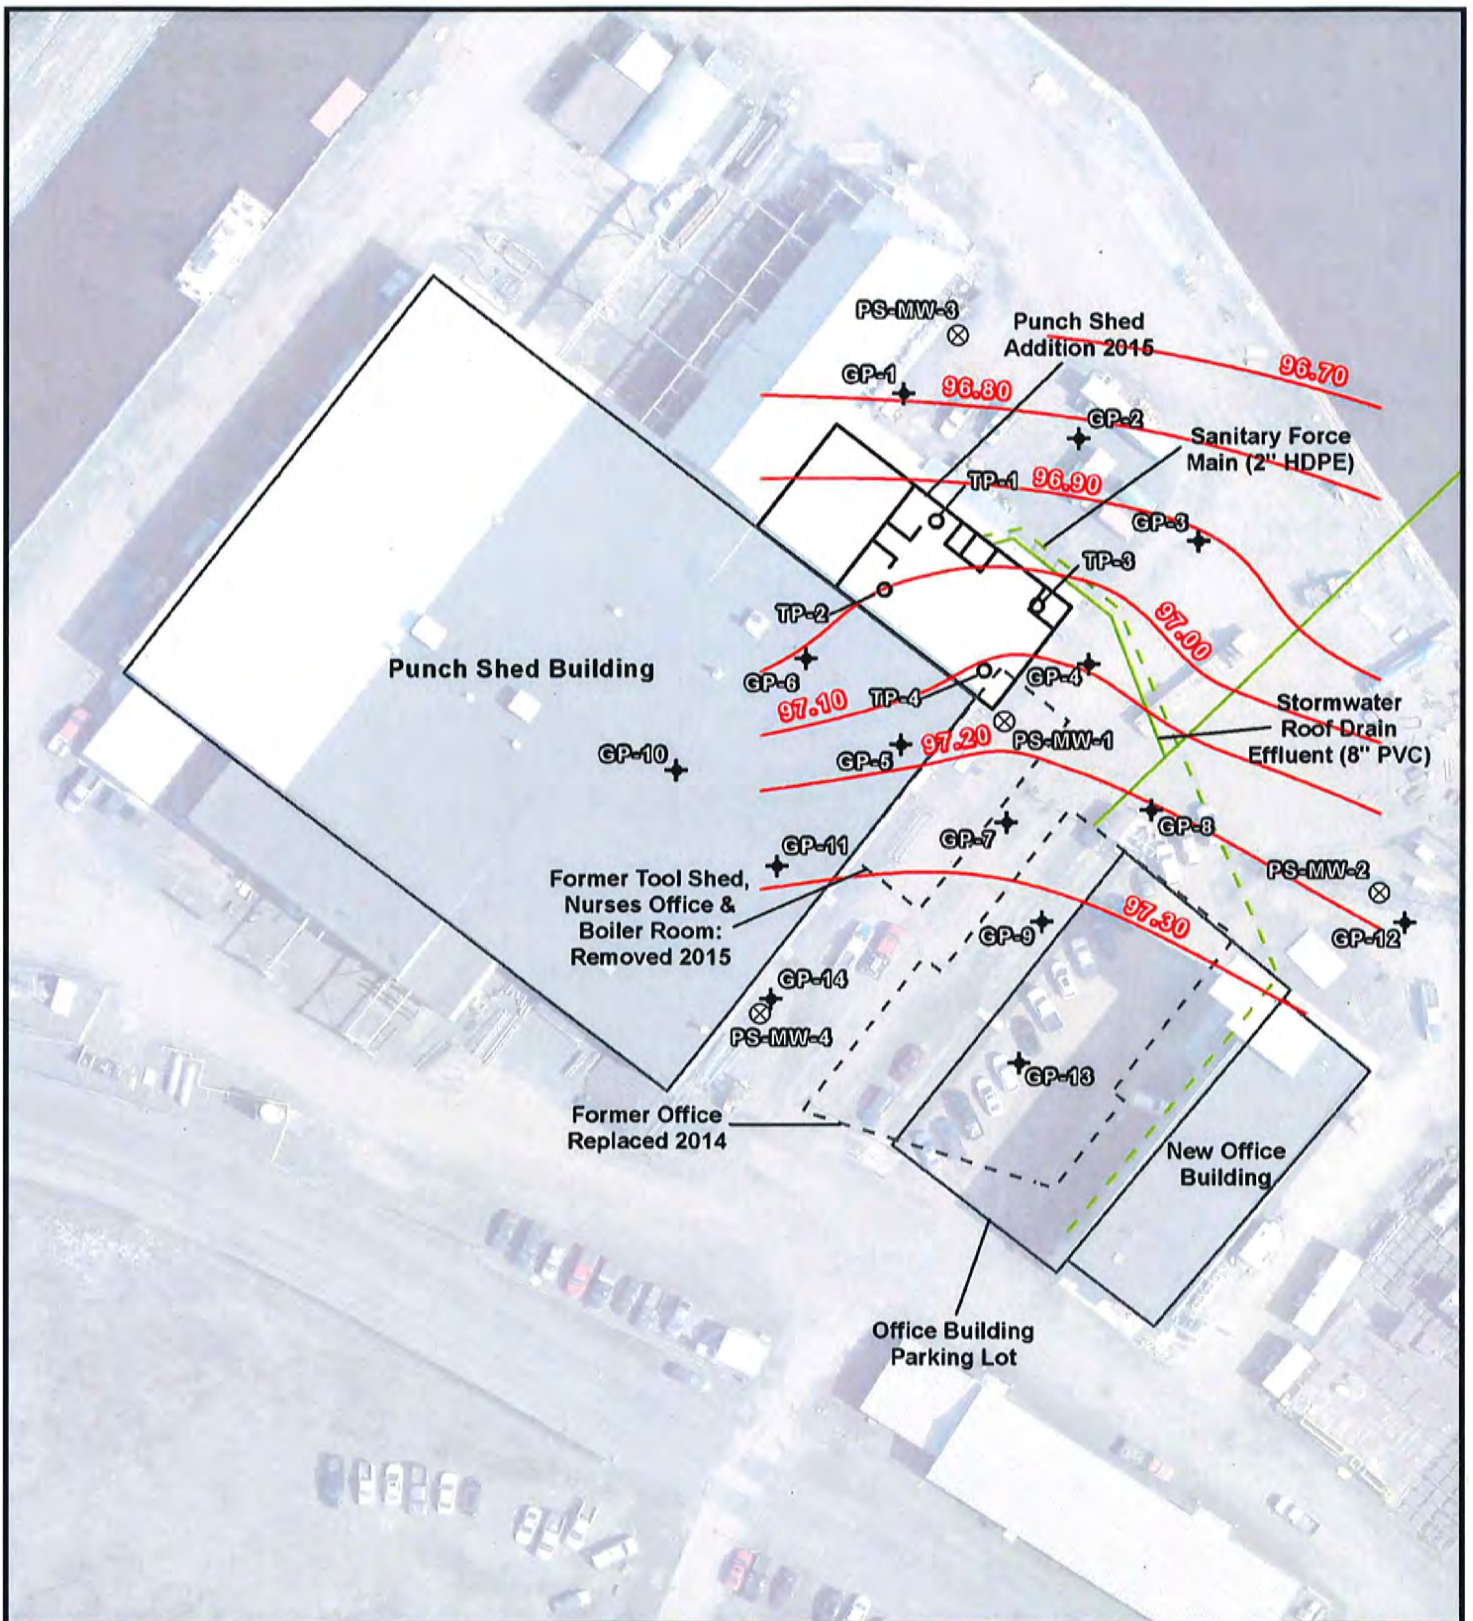 PS-MW-3
Punch Shed
Addition 2015
96.70
GP-1
96.80
GP-2
Sanitary Force
Main (2" HDPE)
TP-1
96.90
GP-3
TP-3
TP-2
97.00
Punch Shed Building
GP-6
GP-4
TP-4
97.10
Stormwater
Roof Drain
Effluent (8" PVC)
97.20
PS-MW-1
GP-10
GP-5
GP-7
GP-8
GP-11
PS-MW-2
Former Tool Shed,
Nurses Office &
Boiler Room:
Removed 2015
97.30
GP-9
GP-12
GP-14
PS-MW-4
GP-13
Former Office
Replaced 2014
New Office
Building
Office Building
Parking Lot